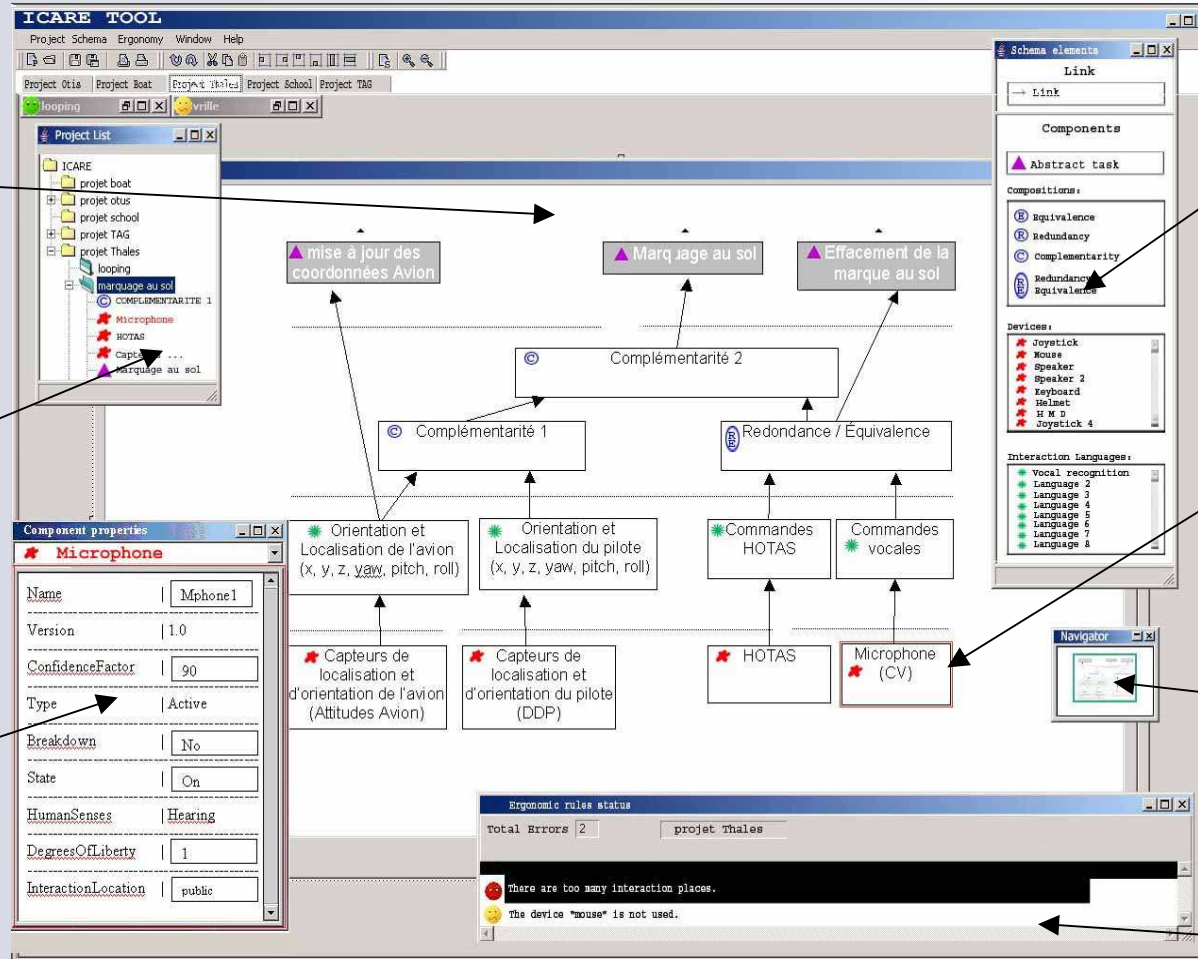 ICARE TOOL
Project Schema Ergonomy Window Help
Project Otis Project Boat Project Thales Project School Project TAG
looping
vrille
Project List
ICARE
projet boat
projet otus
projet school
projet TAG
projet Thales
looping
marquage au sol
COMPLEMENTARITE 1
Microphone
HOTAS
Capteurs ...
Marquage au sol
mise à jour des
coordonnées Avion
Marquage au sol
Effacement de la
marque au sol
Complémentarité 2
Complémentarité 1
Redondance / Équivalence
Orientation et
Localisation de l'avion
(x, y, z, yaw, pitch, roll)
Orientation et
Localisation du pilote
(x, y, z, yaw, pitch, roll)
Commandes
HOTAS
Commandes
vocales
Capteurs de
localisation et
d'orientation de l'avion
(Attitudes Avion)
Capteurs de
localisation et
d'orientation du pilote
(DDP)
HOTAS
Microphone
(CV)
Schema elements
Link
Link
Components
Abstract task
Compositions:
E Equivalence
R Redundancy
C Complementarity
RE Redundancy
Equivalence
Devices:
Joystick
Mouse
Speaker
Speaker 2
Keyboard
Helmet
H M D
Joystick 4
Interaction Languages:
Vocal recognition
Language 2
Language 3
Language 4
Language 5
Language 6
Language 7
Language 8
Navigator
Component properties
Microphone
Name | Mphone1
Version | 1.0
ConfidenceFactor | 90
Type | Active
Breakdown | No
State | On
HumanSenses | Hearing
DegreesOfLiberty | 1
InteractionLocation | public
Ergonomic rules status
Total Errors 2 projet Thales
There are too many interaction places.
The device "mouse" is not used.